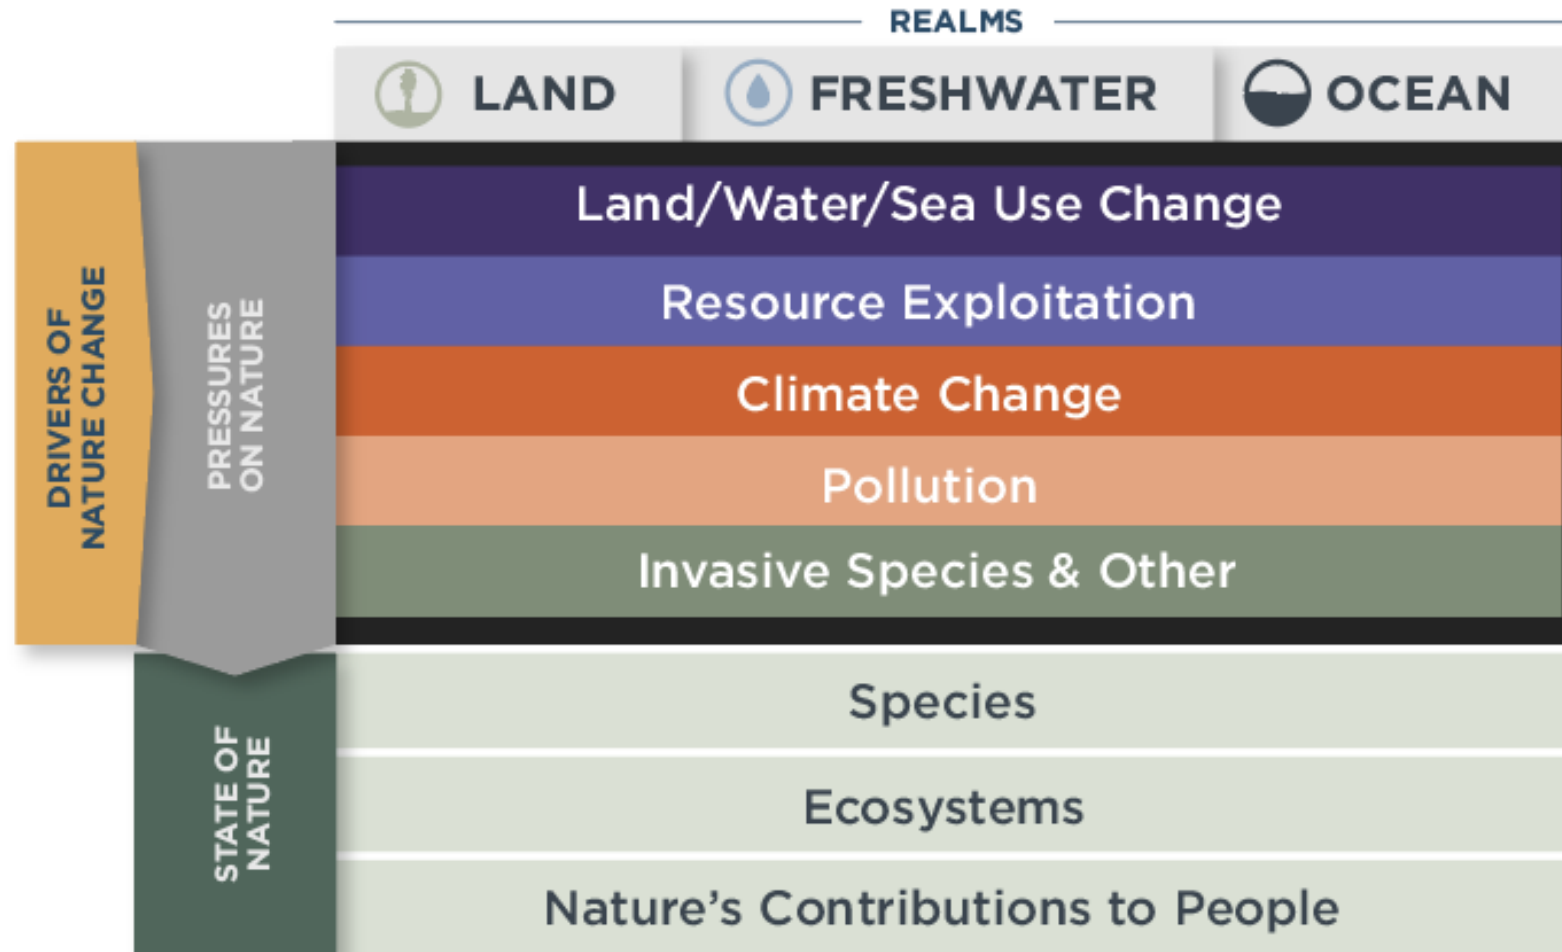 REALMS
LAND
FRESHWATER
OCEAN
DRIVERS OF
NATURE CHANGE
PRESSURES
ON NATURE
Land/Water/Sea Use Change
Resource Exploitation
Climate Change
Pollution
Invasive Species & Other
STATE OF
NATURE
Species
Ecosystems
Nature’s Contributions to People